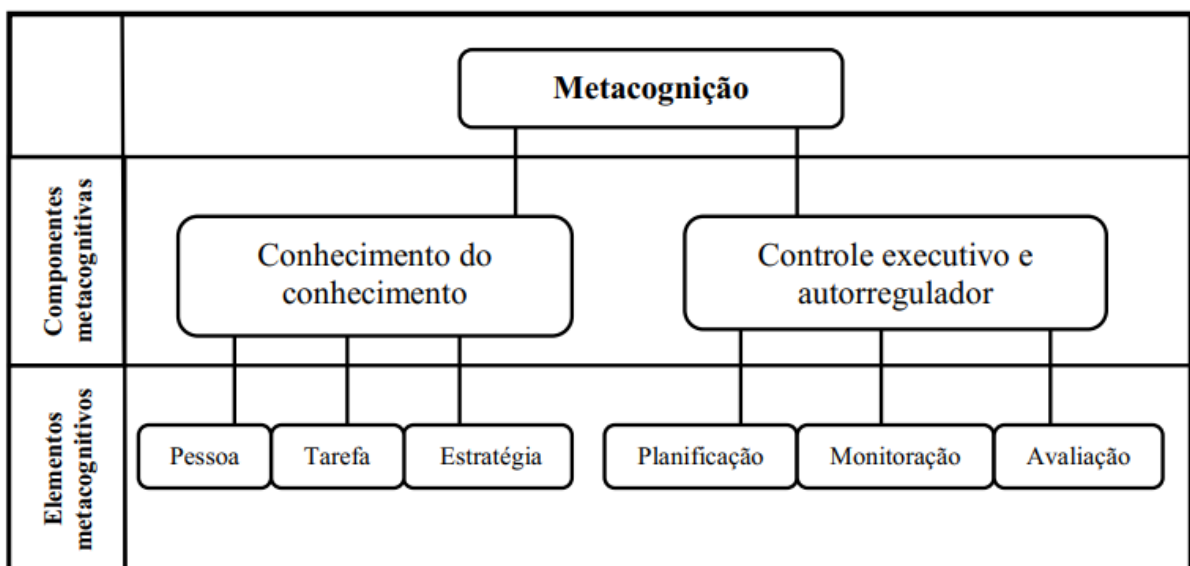 Metacognição
Componentes
metacognitivas
Conhecimento do
conhecimento
Controle executivo e
autorregulador
Elementos
metacognitivos
Pessoa
Tarefa
Estratégia
Planificação
Monitoração
Avaliação